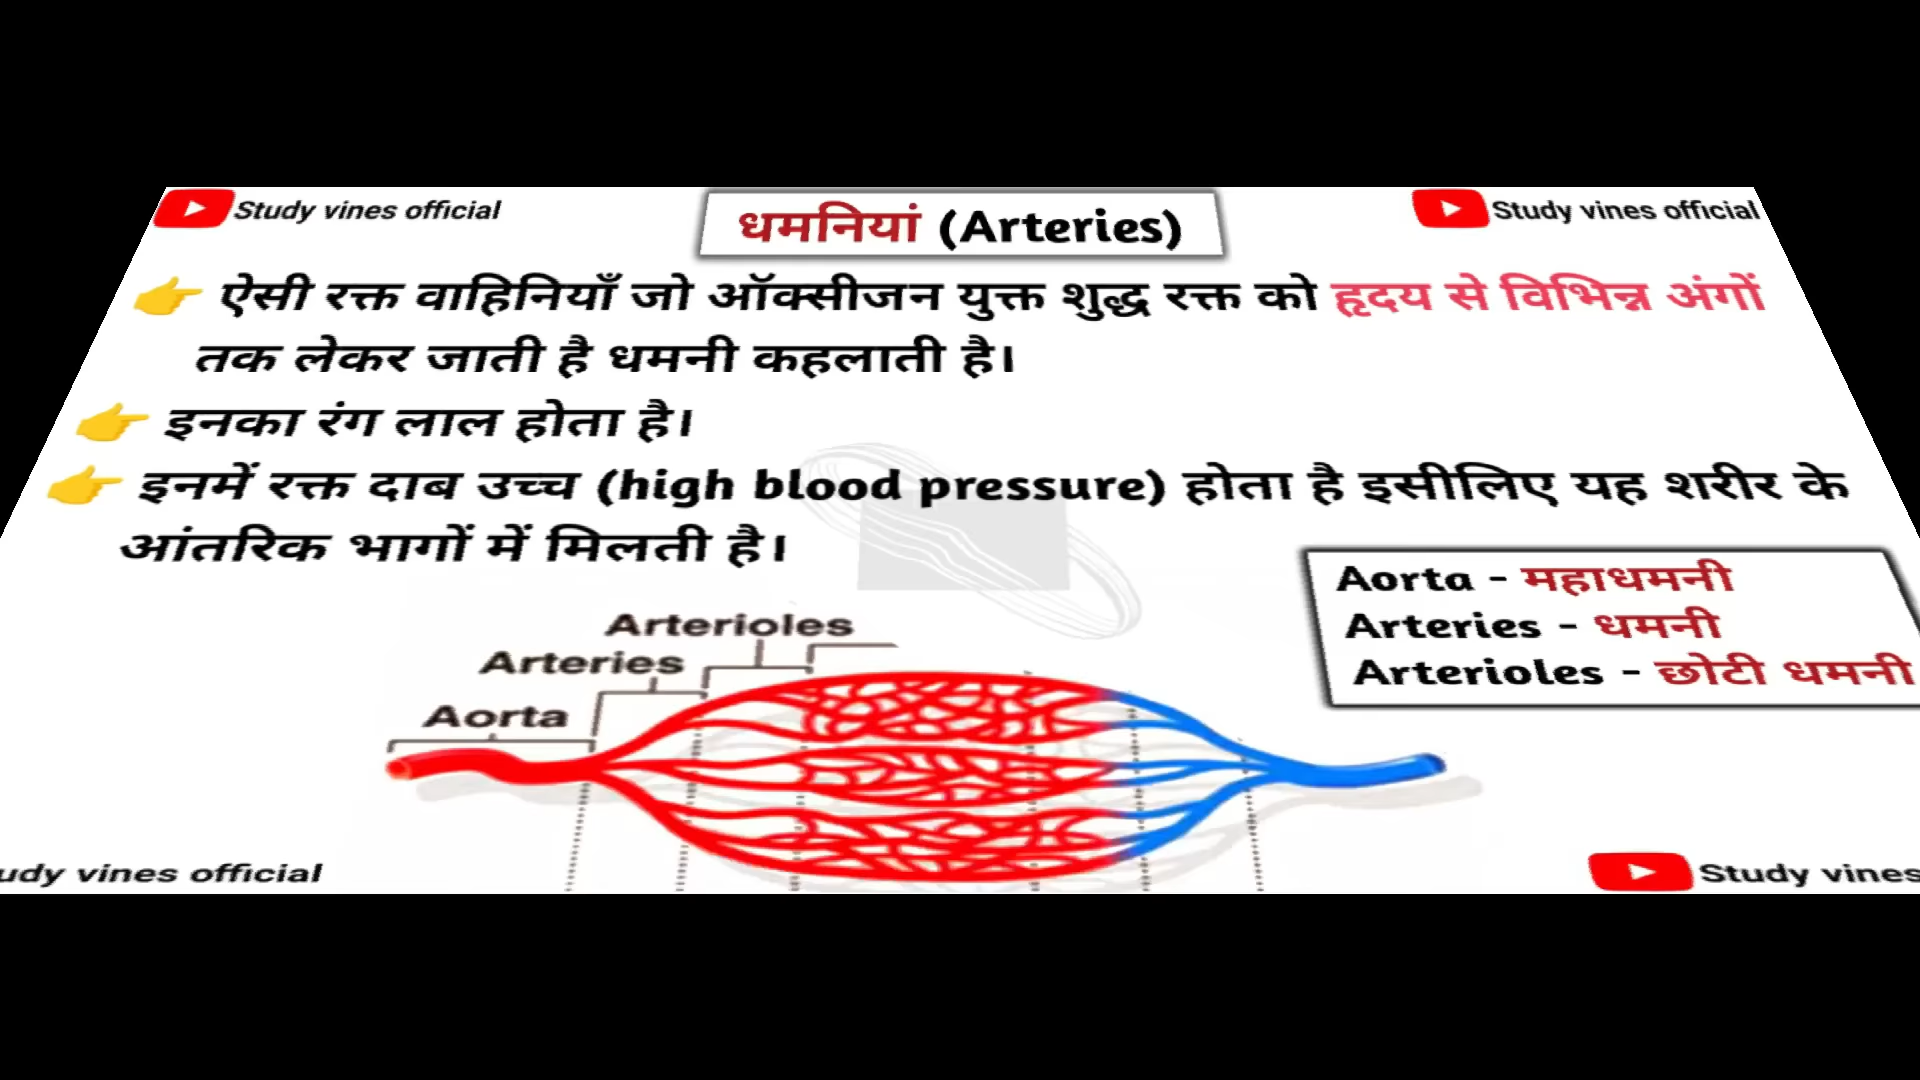 Study vines official
धमनियां (Arteries)
Study vines official
ऐसी रक्त वाहिनियाँ जो ऑक्सीजन युक्त शुद्ध रक्त को हृदय से विभिन्न अंगों
तक लेकर जाती है धमनी कहलाती है।
इनका रंग लाल होता है।
इनमें रक्त दाब उच्च (high blood pressure) होता है इसीलिए यह शरीर के
आंतरिक भागों में मिलती है।
Aorta - महाधमनी
Arteries - धमनी
Arterioles - छोटी धमनी
Arterioles
Arteries
Aorta
udy vines official
Study vines